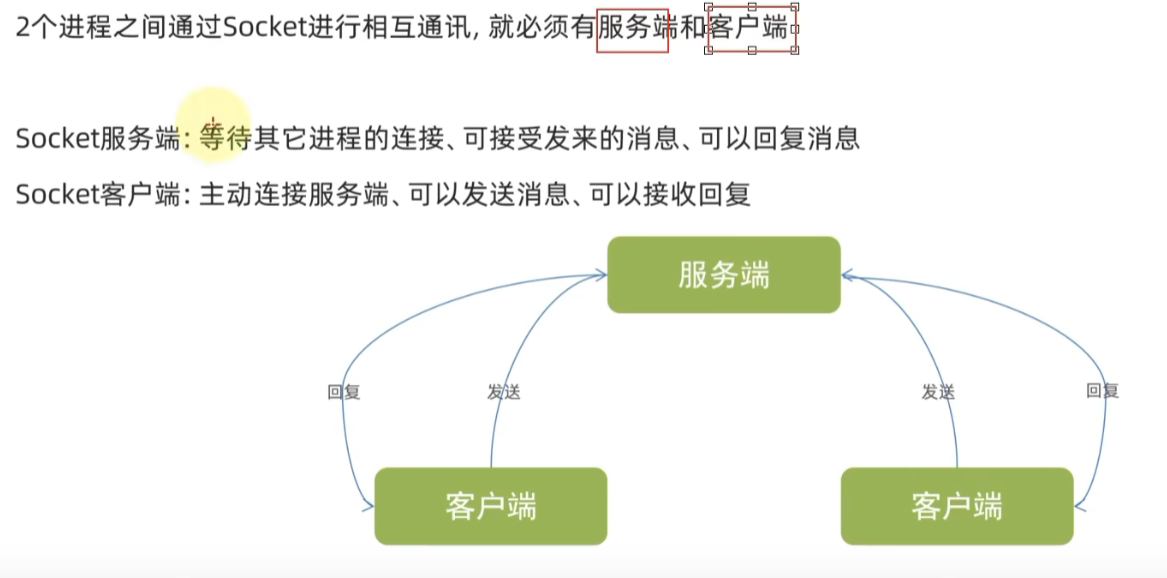 2个进程之间通过Socket进行相互通讯, 就必须有服务端和客户端
Socket服务端: 等待其它进程的连接、可接受发来的消息、可以回复消息
Socket客户端: 主动连接服务端、可以发送消息、可以接收回复
服务端
回复
发送
发送
回复
客户端
客户端